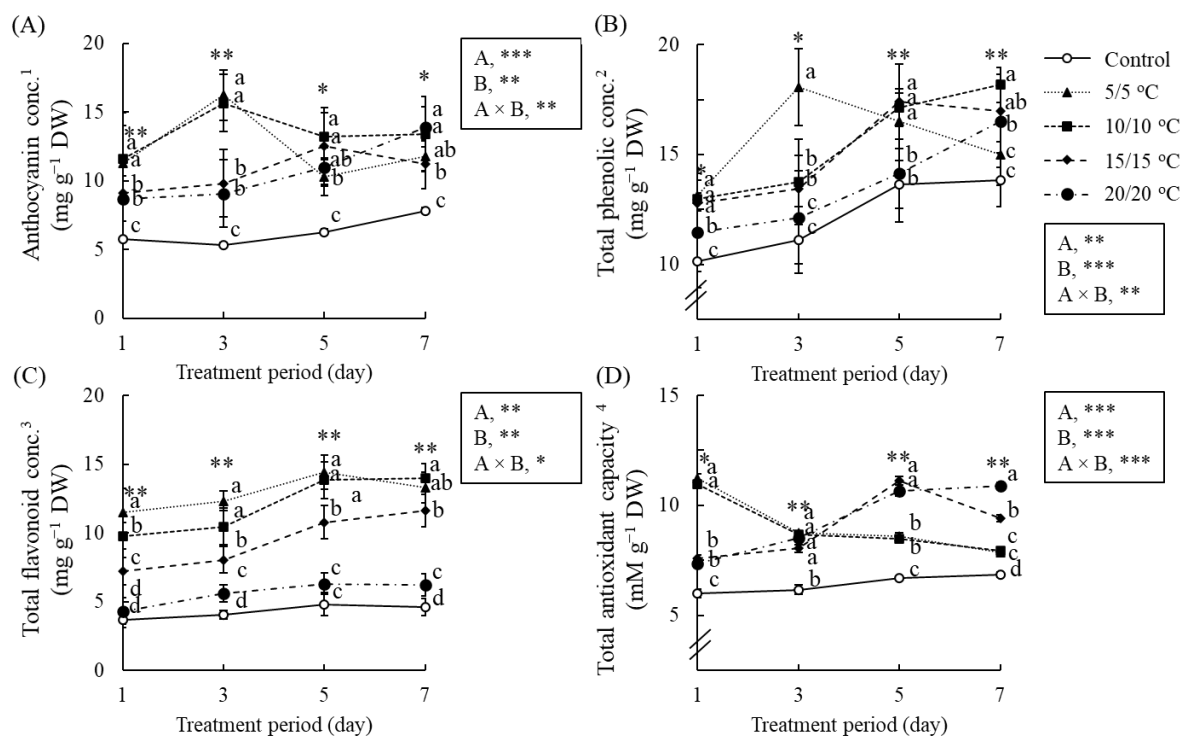 (A)
20
15
10
5
0
Anthocyanin conc.¹
(mg g⁻¹ DW)
**
a
a
b
b
c
**
a
a
b
b
c
*
a
a
a
ab
b
c
*
a
a
ab
b
c
A, ***
B, **
A × B, **
1
3
5
7
Treatment period (day)
(B)
20
15
10
Total phenolic conc.²
(mg g⁻¹ DW)
*
a
a
a
b
c
*
a
b
b
c
c
**
a
a
a
b
b
**
a
ab
b
c
c
A, **
B, ***
A × B, **
1
3
5
7
Treatment period (day)
Control
5/5 °C
10/10 °C
15/15 °C
20/20 °C
(C)
20
15
10
5
0
Total flavonoid conc.³
(mg g⁻¹ DW)
**
a
b
c
d
d
**
a
b
b
c
c
**
a
a
a
b
c
c
**
a
ab
b
c
c
A, **
B, **
A × B, *
1
3
5
7
Treatment period (day)
(D)
15
10
5
Total antioxidant capacity ⁴
(mM g⁻¹ DW)
*
a
a
b
b
c
**
a
a
a
a
b
**
a
a
b
b
c
**
a
b
c
c
d
A, ***
B, ***
A × B, ***
1
3
5
7
Treatment period (day)